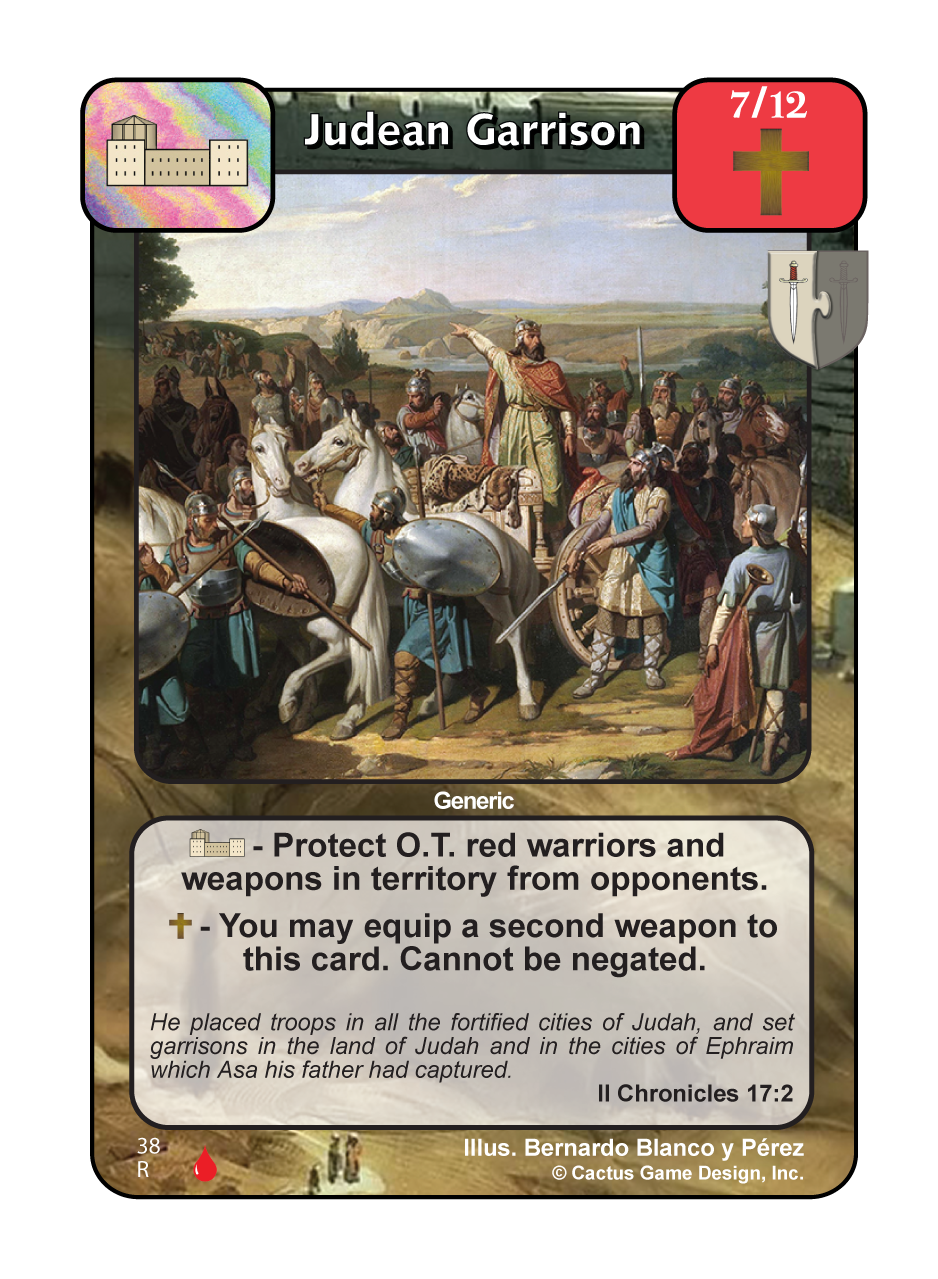 Judean Garrison
7/12
Generic
- Protect O.T. red warriors and
weapons in territory from opponents.
- You may equip a second weapon to
this card. Cannot be negated.
He placed troops in all the fortified cities of Judah, and set
garrisons in the land of Judah and in the cities of Ephraim
which Asa his father had captured.
II Chronicles 17:2
38
R
Illus. Bernardo Blanco y Pérez
© Cactus Game Design, Inc.